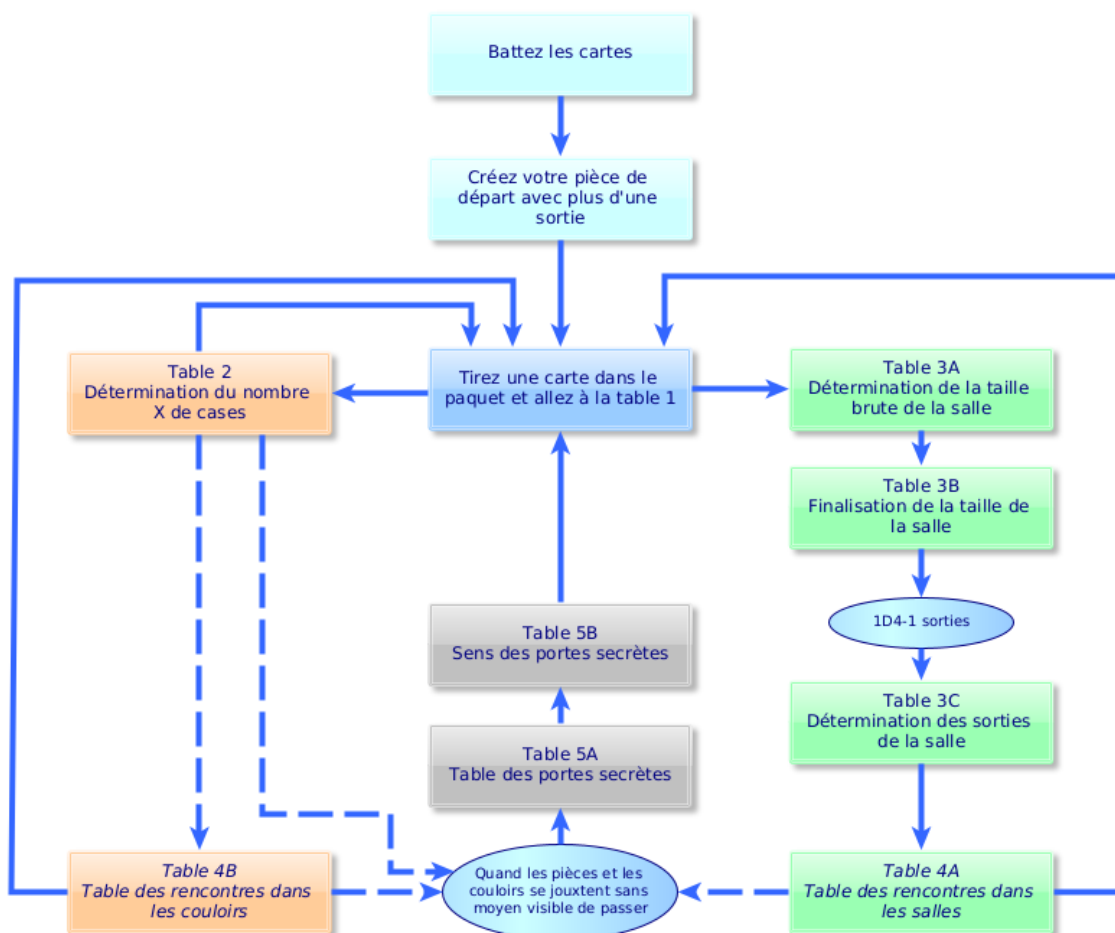 Battez les cartes
Créez votre pièce de
départ avec plus d'une
sortie
Table 2
Détermination du nombre
X de cases
Tirez une carte dans le
paquet et allez à la table 1
Table 3A
Détermination de la taille
brute de la salle
Table 3B
Finalisation de la taille de
la salle
1D4-1 sorties
Table 5B
Sens des portes secrètes
Table 3C
Détermination des sorties
de la salle
Table 5A
Table des portes secrètes
Table 4B
Table des rencontres dans
les couloirs
Quand les pièces et les
couloirs se jouxtent sans
moyen visible de passer
Table 4A
Table des rencontres dans
les salles